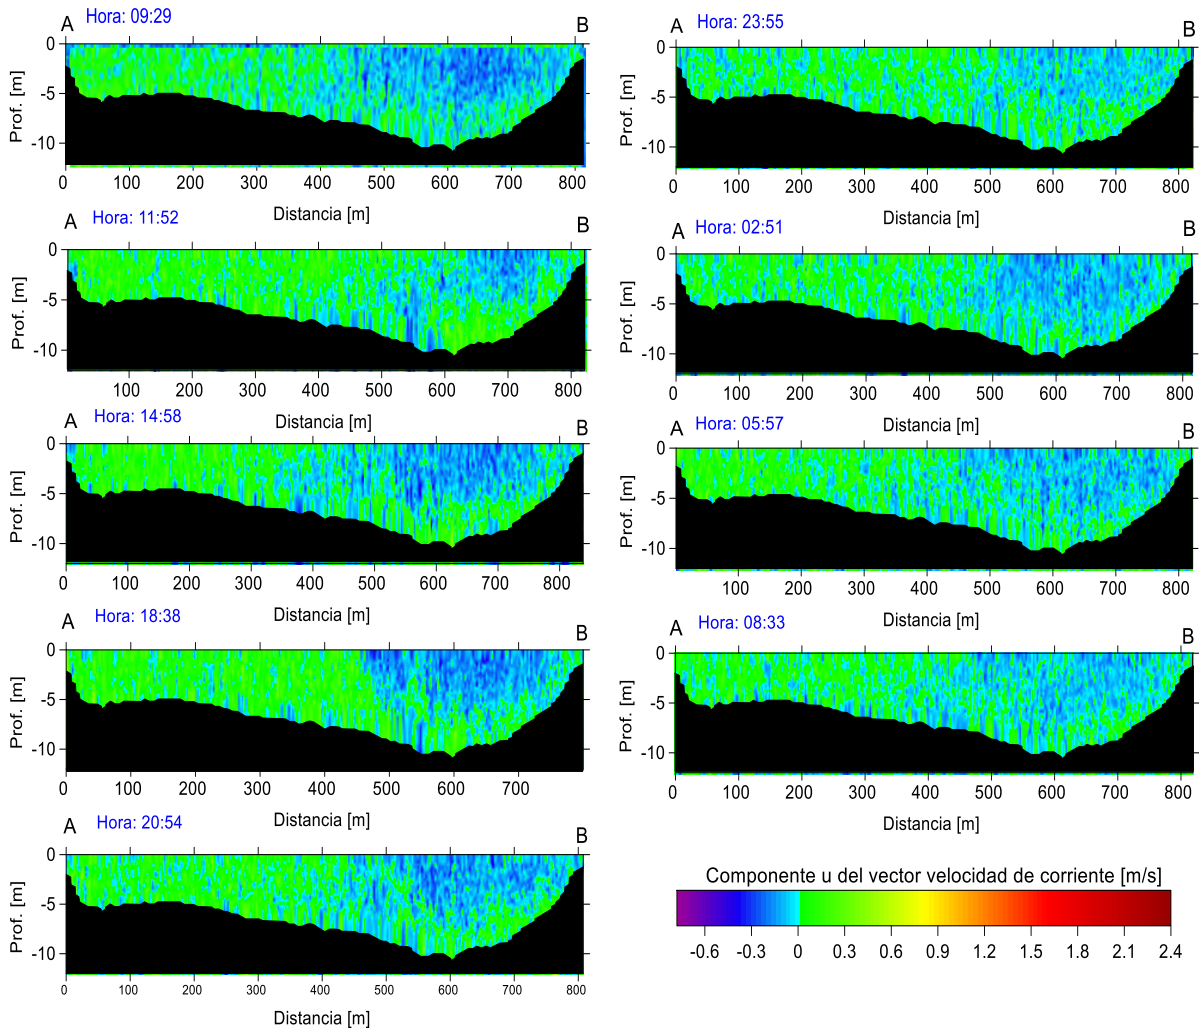 A Hora: 09:29 B
0
-5
-10
Prof. [m]
0 100 200 300 400 500 600 700 800
Distancia [m]
A Hora: 11:52 B
0
-5
-10
Prof. [m]
100 200 300 400 500 600 700 800
Distancia [m]
A Hora: 14:58 B
0
-5
-10
Prof. [m]
0 100 200 300 400 500 600 700 800
Distancia [m]
A Hora: 18:38 B
0
-5
-10
Prof. [m]
0 100 200 300 400 500 600 700
Distancia [m]
A Hora: 20:54 B
0
-5
-10
Prof. [m]
0 100 200 300 400 500 600 700 800
Distancia [m]
A Hora: 23:55 B
0
-5
-10
Prof. [m]
0 100 200 300 400 500 600 700 800
Distancia [m]
A Hora: 02:51 B
0
-5
-10
Prof. [m]
0 100 200 300 400 500 600 700 800
Distancia [m]
A Hora: 05:57 B
0
-5
-10
Prof. [m]
100 200 300 400 500 600 700 800
Distancia [m]
A Hora: 08:33 B
0
-5
-10
Prof. [m]
0 100 200 300 400 500 600 700 800
Distancia [m]
Componente u del vector velocidad de corriente [m/s]
-0.6 -0.3 0 0.3 0.6 0.9 1.2 1.5 1.8 2.1 2.4